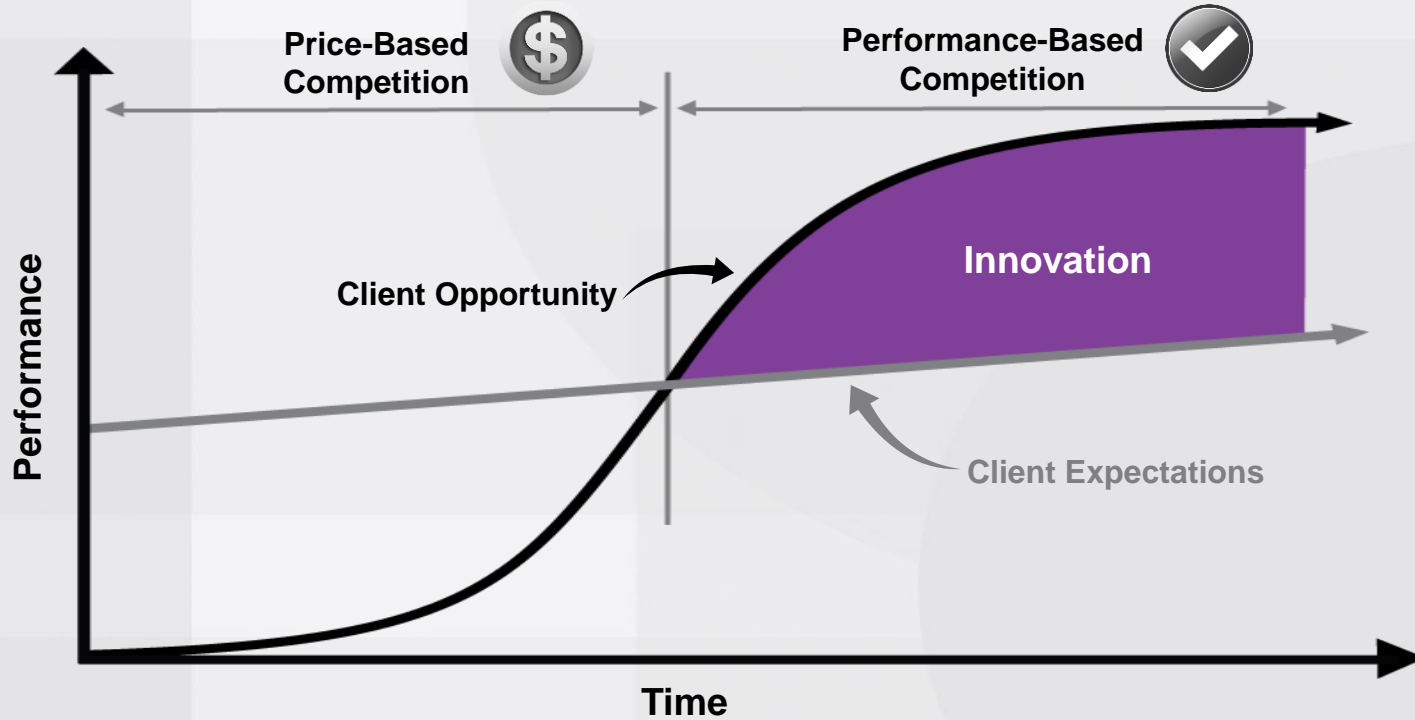 Price-Based
Competition
$
Performance-Based
Competition
Innovation
Client Opportunity
Performance
Client Expectations
Time